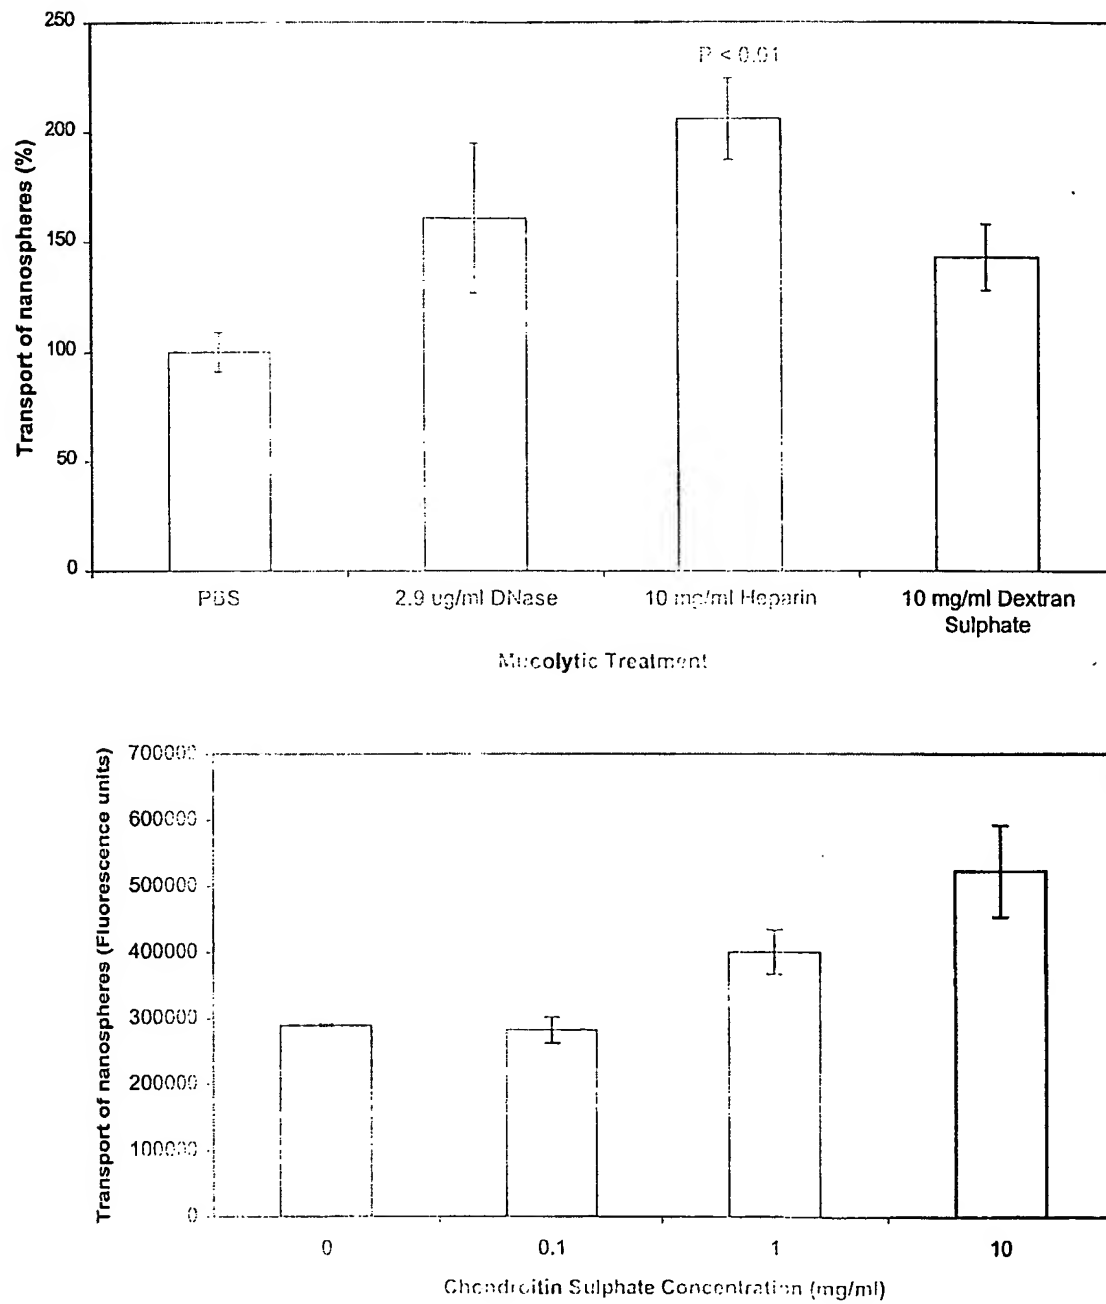 250
P < 0.01
200
150
100
50
0
Transport of nanospheres (%)
PBS
2.9 ug/ml DNase
10 mg/ml Heparin
10 mg/ml Dextran
Sulphate
Mucolytic Treatment
700000
600000
500000
400000
300000
200000
100000
0
Transport of nanospheres (Fluorescence units)
0
0.1
1
10
Chondroitin Sulphate Concentration (mg/ml)